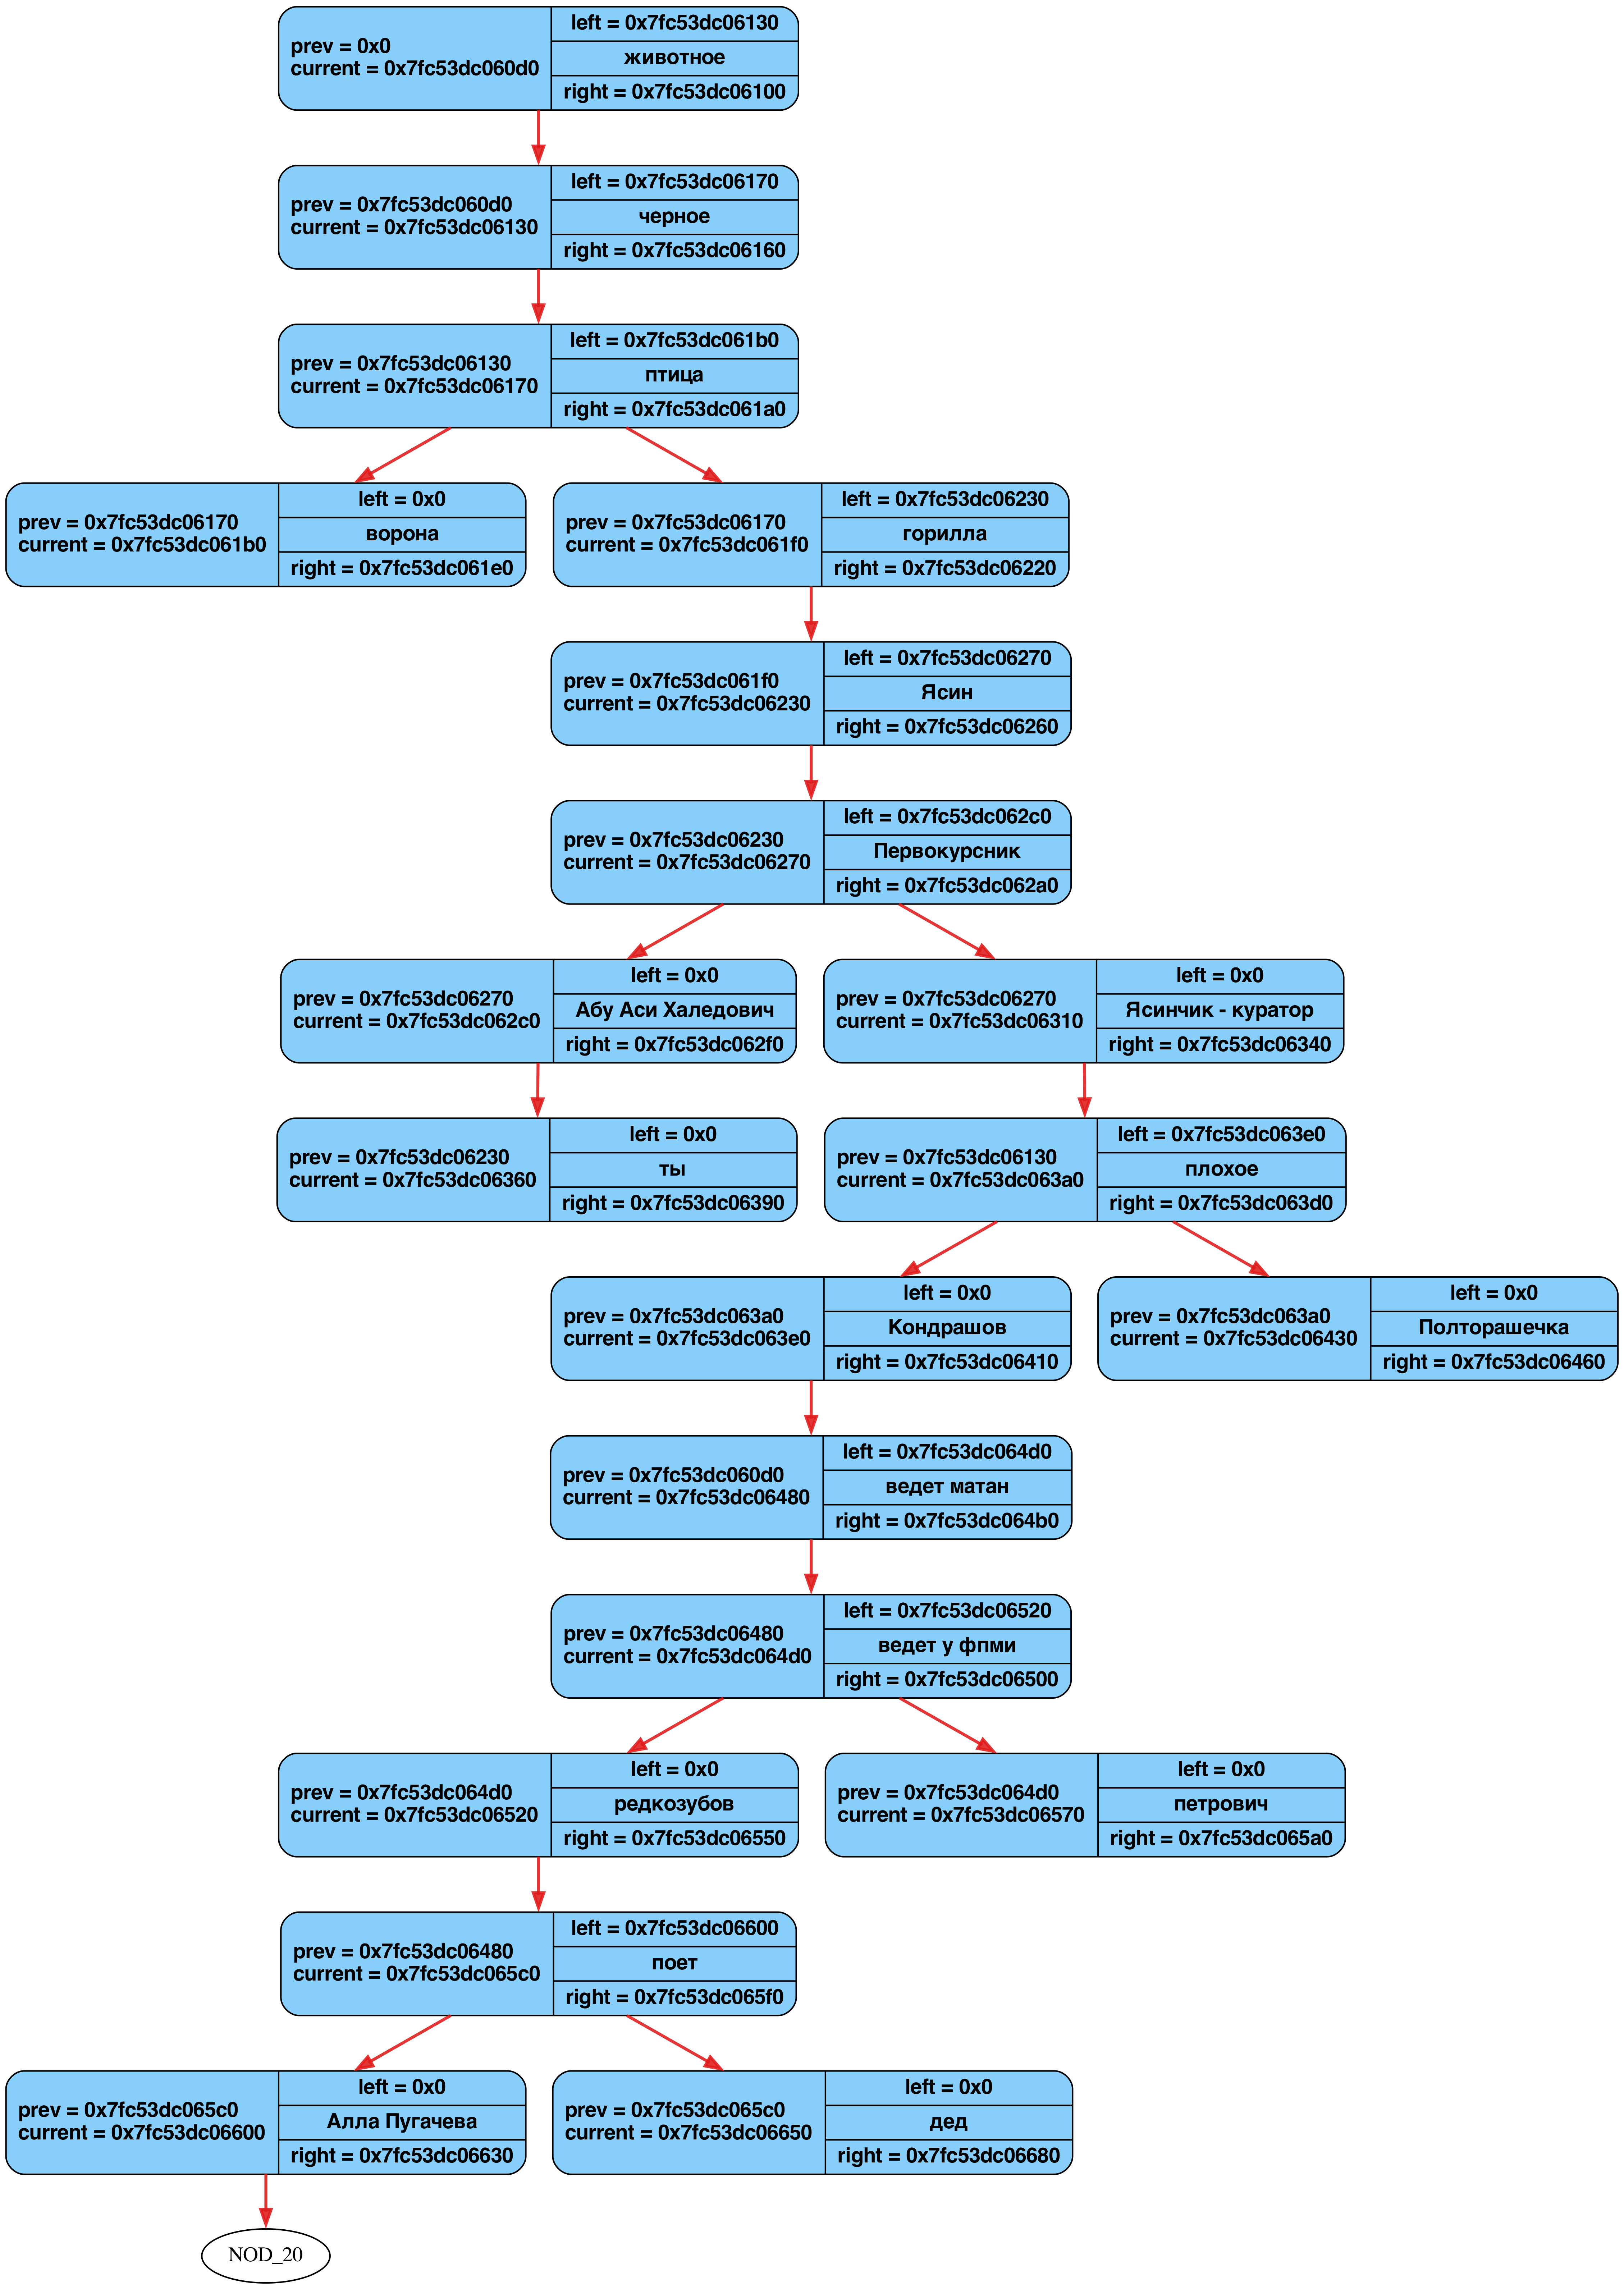 prev = 0x0
current = 0x7fc53dc060d0
left = 0x7fc53dc06130
животное
right = 0x7fc53dc06100
prev = 0x7fc53dc060d0
current = 0x7fc53dc06130
left = 0x7fc53dc06170
черное
right = 0x7fc53dc06160
prev = 0x7fc53dc06130
current = 0x7fc53dc06170
left = 0x7fc53dc061b0
птица
right = 0x7fc53dc061a0
prev = 0x7fc53dc06170
current = 0x7fc53dc061b0
left = 0x0
ворона
right = 0x7fc53dc061e0
prev = 0x7fc53dc06170
current = 0x7fc53dc061f0
left = 0x7fc53dc06230
горилла
right = 0x7fc53dc06220
prev = 0x7fc53dc061f0
current = 0x7fc53dc06230
left = 0x7fc53dc06270
Ясин
right = 0x7fc53dc06260
prev = 0x7fc53dc06230
current = 0x7fc53dc06270
left = 0x7fc53dc062c0
Первокурсник
right = 0x7fc53dc062a0
prev = 0x7fc53dc06270
current = 0x7fc53dc062c0
left = 0x0
Абу Аси Халедович
right = 0x7fc53dc062f0
prev = 0x7fc53dc06270
current = 0x7fc53dc06310
left = 0x0
Ясинчик - куратор
right = 0x7fc53dc06340
prev = 0x7fc53dc06230
current = 0x7fc53dc06360
left = 0x0
ты
right = 0x7fc53dc06390
prev = 0x7fc53dc06130
current = 0x7fc53dc063a0
left = 0x7fc53dc063e0
плохое
right = 0x7fc53dc063d0
prev = 0x7fc53dc063a0
current = 0x7fc53dc063e0
left = 0x0
Кондрашов
right = 0x7fc53dc06410
prev = 0x7fc53dc063a0
current = 0x7fc53dc06430
left = 0x0
Полторашечка
right = 0x7fc53dc06460
prev = 0x7fc53dc060d0
current = 0x7fc53dc06480
left = 0x7fc53dc064d0
ведет матан
right = 0x7fc53dc064b0
prev = 0x7fc53dc06480
current = 0x7fc53dc064d0
left = 0x7fc53dc06520
ведет у фпми
right = 0x7fc53dc06500
prev = 0x7fc53dc064d0
current = 0x7fc53dc06520
left = 0x0
редкозубов
right = 0x7fc53dc06550
prev = 0x7fc53dc064d0
current = 0x7fc53dc06570
left = 0x0
петрович
right = 0x7fc53dc065a0
prev = 0x7fc53dc06480
current = 0x7fc53dc065c0
left = 0x7fc53dc06600
поет
right = 0x7fc53dc065f0
prev = 0x7fc53dc065c0
current = 0x7fc53dc06600
left = 0x0
Алла Пугачева
right = 0x7fc53dc06630
prev = 0x7fc53dc065c0
current = 0x7fc53dc06650
left = 0x0
дед
right = 0x7fc53dc06680
NOD_20